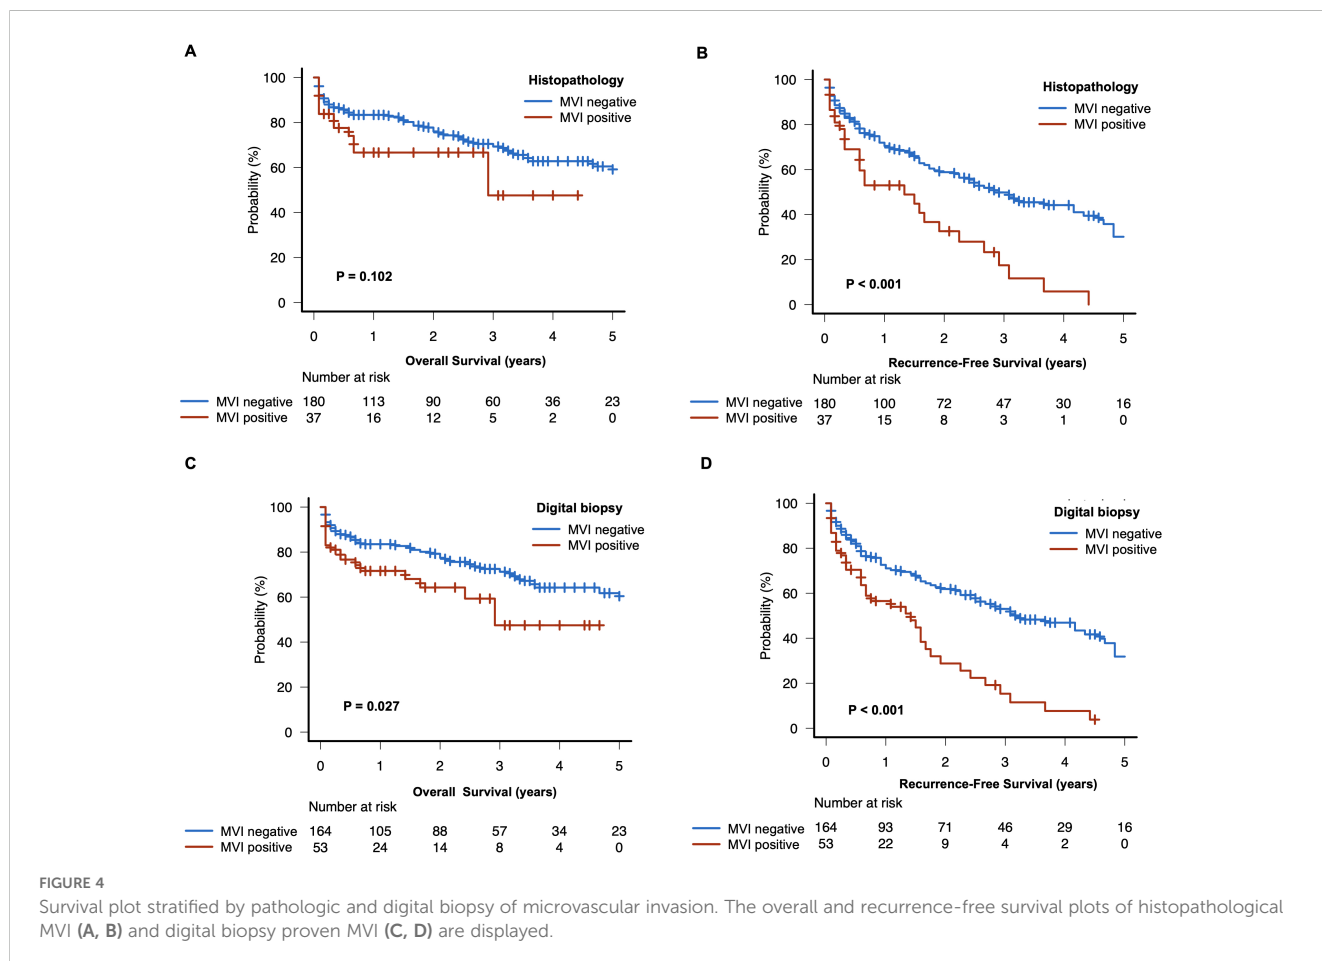 A
Histopathology
MVI negative
MVI positive
100
80
60
40
20
0
Probability (%)
P = 0.102
0 1 2 3 4 5
Overall Survival (years)
Number at risk
MVI negative 180 113 90 60 36 23
MVI positive 37 16 12 5 2 0
B
Histopathology
MVI negative
MVI positive
100
80
60
40
20
0
Probability (%)
P < 0.001
0 1 2 3 4 5
Recurrence-Free Survival (years)
Number at risk
MVI negative 180 100 72 47 30 16
MVI positive 37 15 8 3 1 0
C
Digital biopsy
MVI negative
MVI positive
100
80
60
40
20
0
Probability (%)
P = 0.027
0 1 2 3 4 5
Overall Survival (years)
Number at risk
MVI negative 164 105 88 57 34 23
MVI positive 53 24 14 8 4 0
D
Digital biopsy
MVI negative
MVI positive
100
80
60
40
20
0
Probability (%)
P < 0.001
0 1 2 3 4 5
Recurrence-Free Survival (years)
Number at risk
MVI negative 164 93 71 46 29 16
MVI positive 53 22 9 4 2 0
FIGURE 4
Survival plot stratified by pathologic and digital biopsy of microvascular invasion. The overall and recurrence-free survival plots of histopathological
MVI (A, B) and digital biopsy proven MVI (C, D) are displayed.